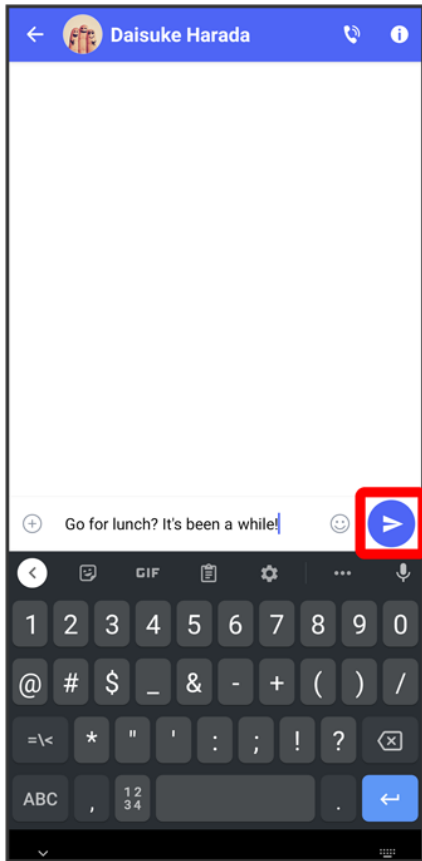 Daisuke Harada
Go for lunch? It's been a while!
GIF
1 2 3 4 5 6 7 8 9 0
@ # $ _ & - + ( ) /
=\< * " ' : ; ! ?
ABC , 12 34 .